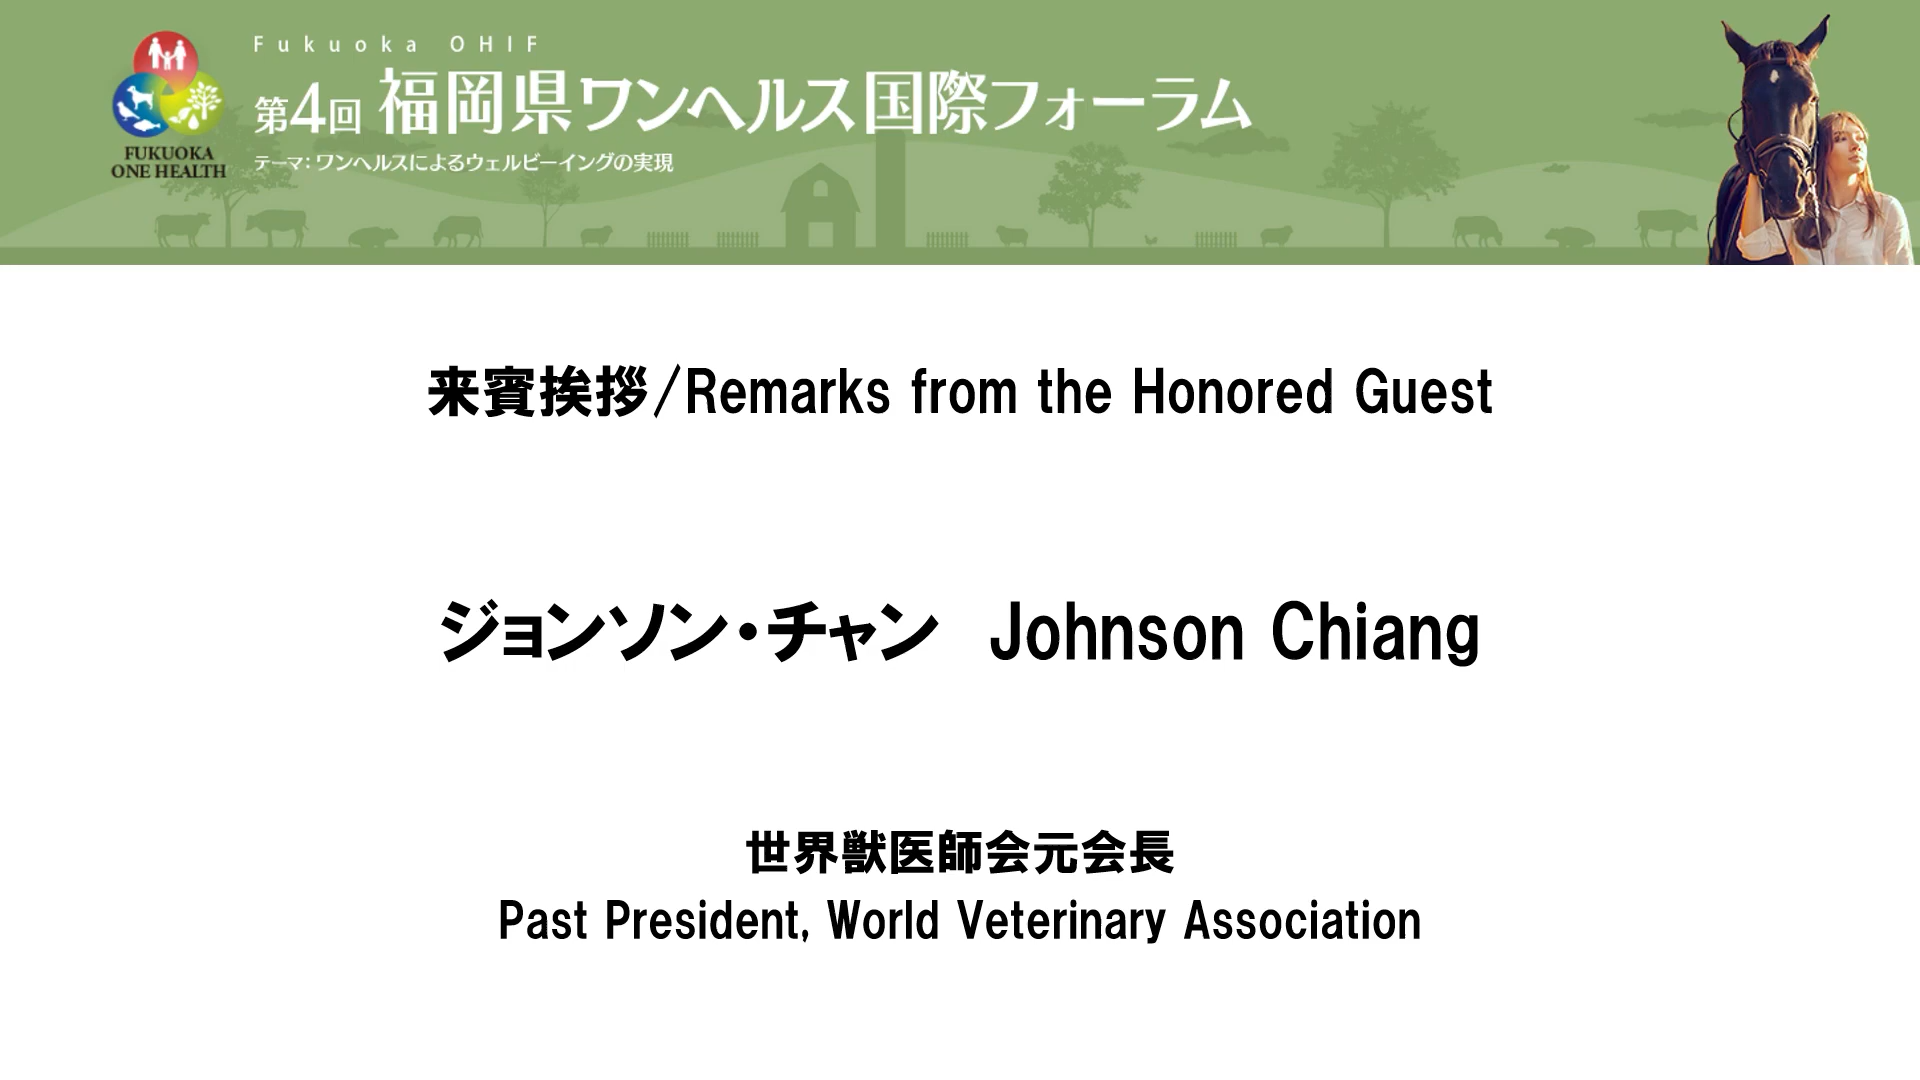 Fukuoka OHIF
第4回 福岡県ワンヘルス国際フォーラム
テーマ：ワンヘルスによるウェルビーイングの実現
FUKUOKA
ONE HEALTH
来賓挨拶/Remarks from the Honored Guest
ジョンソン・チャン Johnson Chiang
世界獣医師会元会長
Past President, World Veterinary Association